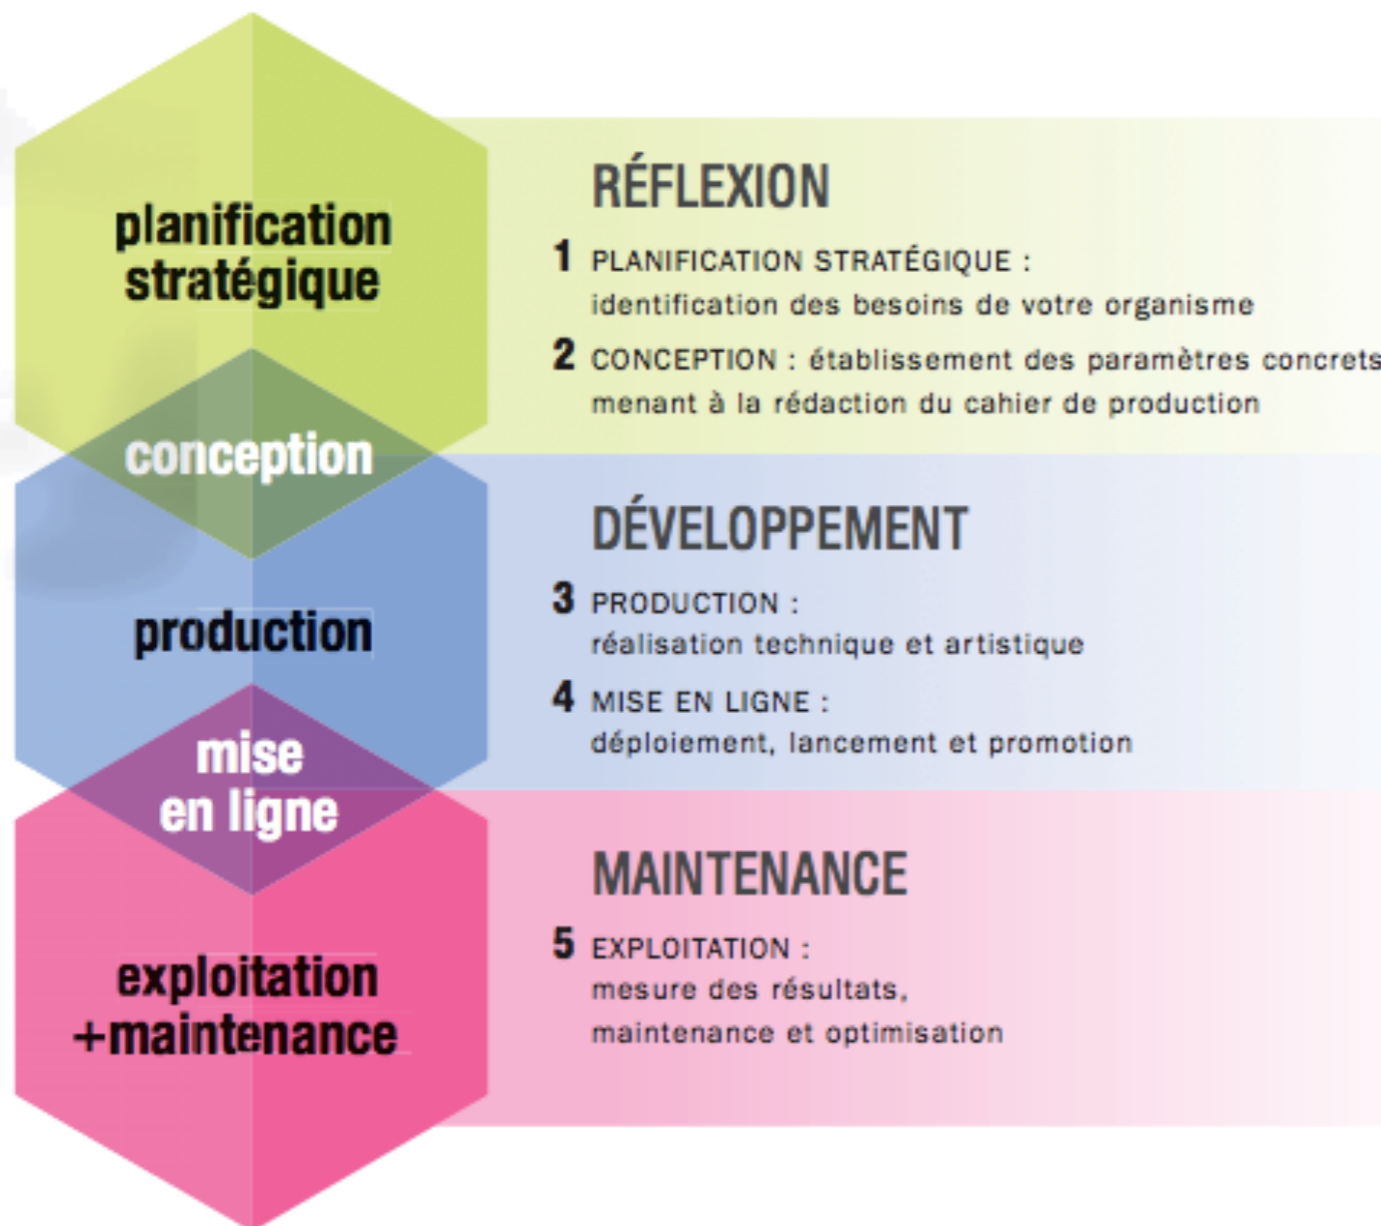 planification
stratégique
conception
production
mise
en ligne
exploitation
+maintenance
RÉFLEXION
1 PLANIFICATION STRATÉGIQUE :
identification des besoins de votre organisme
2 CONCEPTION : établissement des paramètres concrets
menant à la rédaction du cahier de production
DÉVELOPPEMENT
3 PRODUCTION :
réalisation technique et artistique
4 MISE EN LIGNE :
déploiement, lancement et promotion
MAINTENANCE
5 EXPLOITATION :
mesure des résultats,
maintenance et optimisation